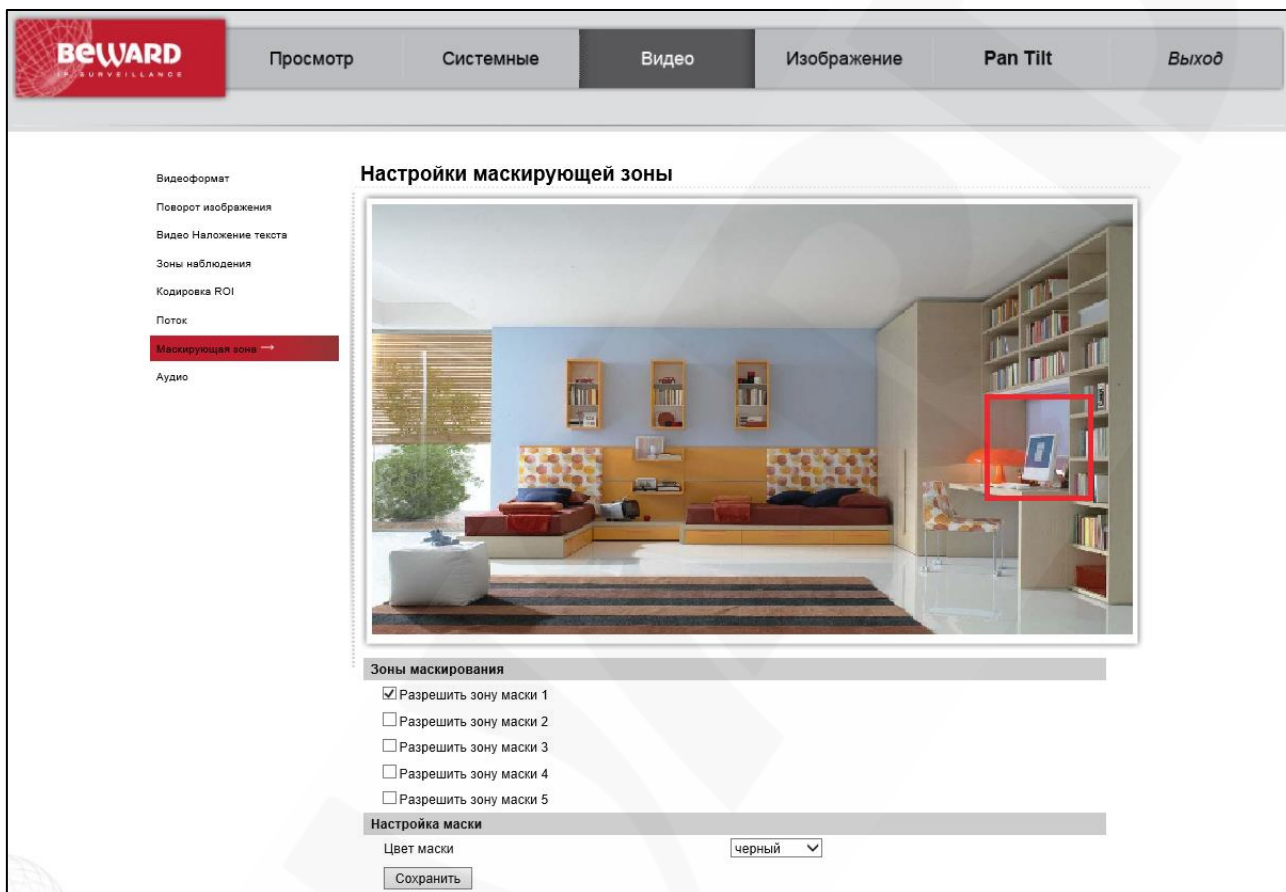 BEWARD
IP SURVEILLANCE
Просмотр
Системные
Видео
Изображение
Pan Tilt
Выход
Видеоформат
Поворот изображения
Видео Наложение текста
Зоны наблюдения
Кодировка ROI
Поток
Маскирующая зона →
Аудио
Настройки маскирующей зоны
Зоны маскирования
Разрешить зону маски 1
Разрешить зону маски 2
Разрешить зону маски 3
Разрешить зону маски 4
Разрешить зону маски 5
Настройка маски
Цвет маски
черный
Сохранить